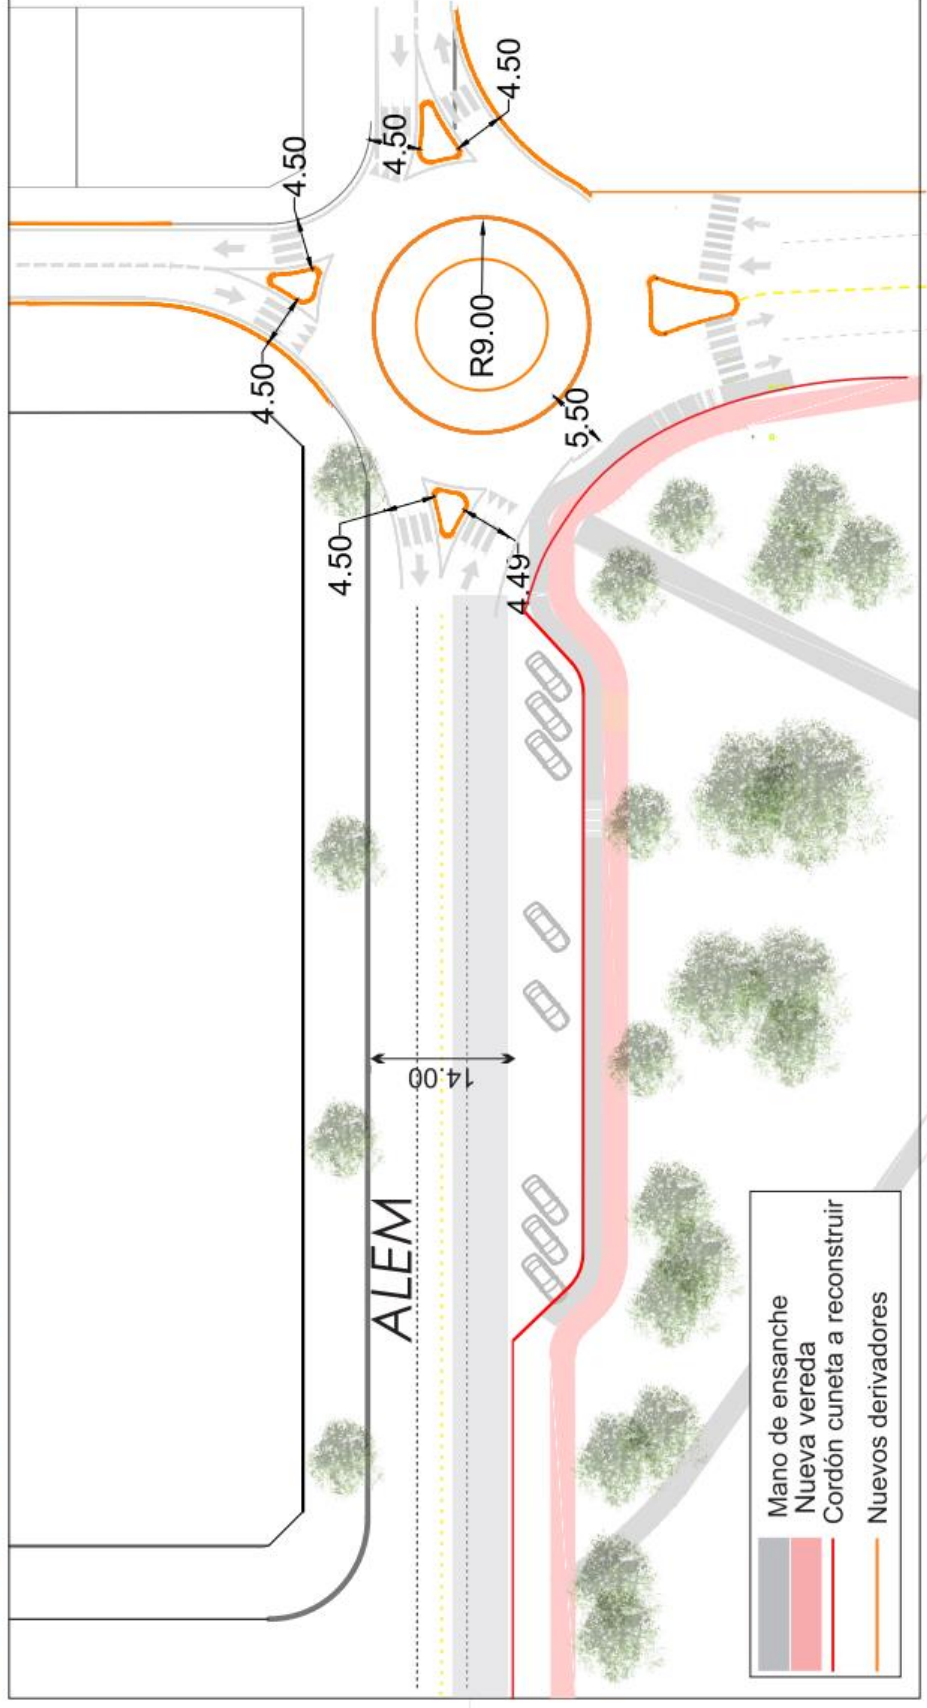 4.50
4.50
4.50
4.50
R9.00
5.50
4.50
4.49
14.00
ALEM
Mano de ensanche
Nueva vereda
Cordón cuneta a reconstruir
Nuevos derivadores